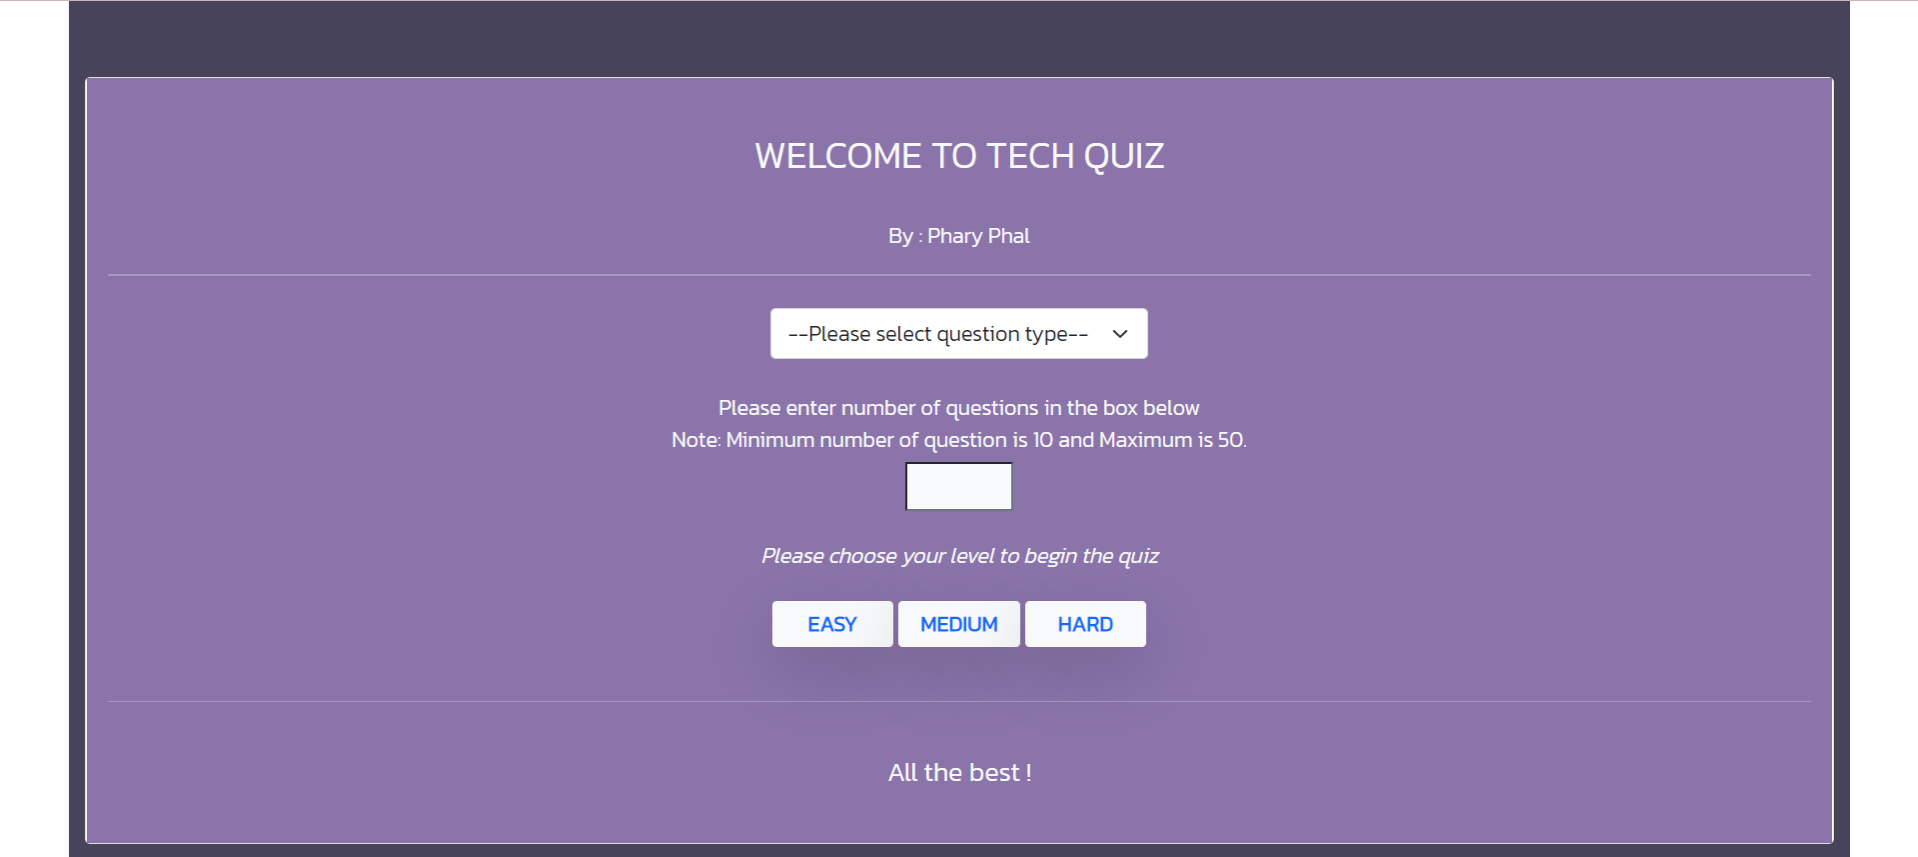 WELCOME TO TECH QUIZ
By : Phary Phal
--Please select question type--
Please enter number of questions in the box below
Note: Minimum number of question is 10 and Maximum is 50.
Please choose your level to begin the quiz
EASY MEDIUM HARD
All the best !